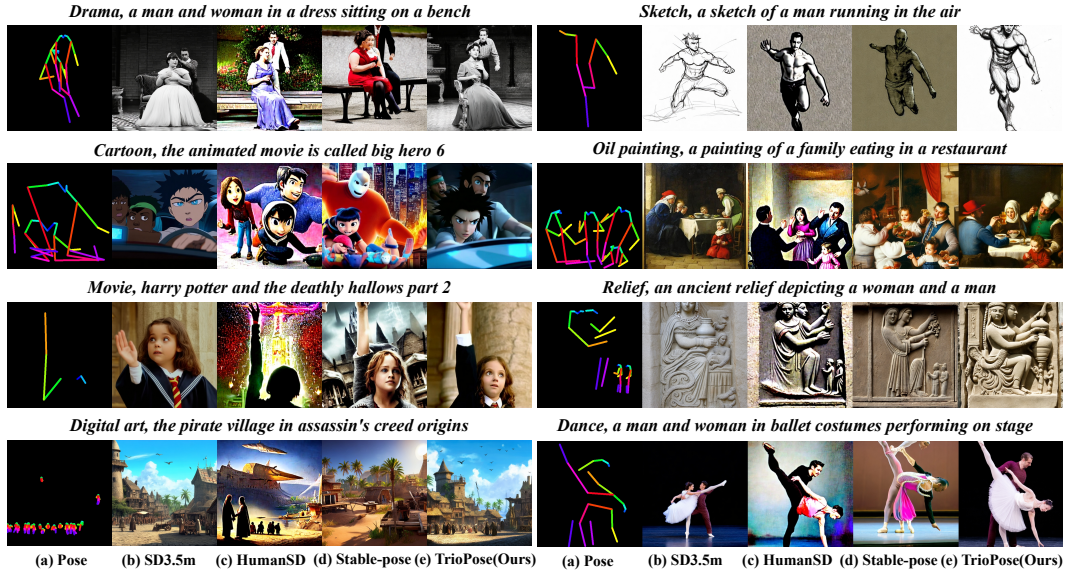 Drama, a man and woman in a dress sitting on a bench
Sketch, a sketch of a man running in the air
Cartoon, the animated movie is called big hero 6
Oil painting, a painting of a family eating in a restaurant
Movie, harry potter and the deathly hallows part 2
Relief, an ancient relief depicting a woman and a man
Digital art, the pirate village in assassin's creed origins
Dance, a man and woman in ballet costumes performing on stage
(a) Pose (b) SD3.5m (c) HumanSD (d) Stable-pose (e) TrioPose(Ours)
(a) Pose (b) SD3.5m (c) HumanSD (d) Stable-pose (e) TrioPose(Ours)